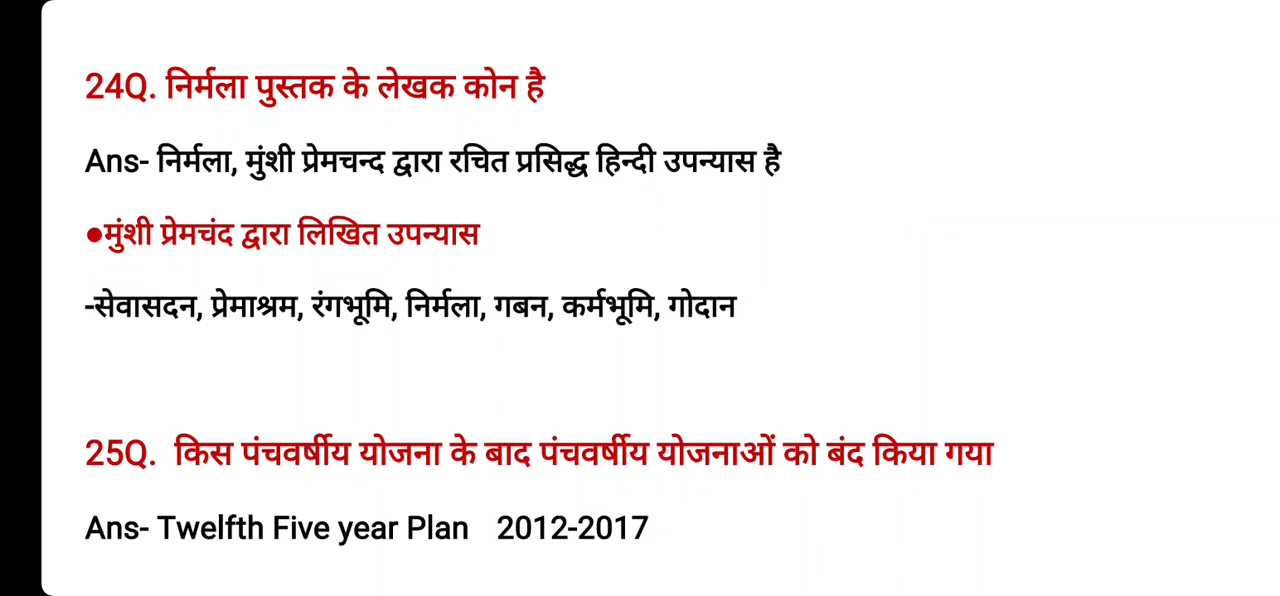 24Q. निर्मला पुस्तक के लेखक कोन है
Ans- निर्मला, मुंशी प्रेमचन्द द्वारा रचित प्रसिद्ध हिन्दी उपन्यास है
●मुंशी प्रेमचंद द्वारा लिखित उपन्यास
-सेवासदन, प्रेमाश्रम, रंगभूमि, निर्मला, गबन, कर्मभूमि, गोदान
25Q. किस पंचवर्षीय योजना के बाद पंचवर्षीय योजनाओं को बंद किया गया
Ans- Twelfth Five year Plan 2012-2017